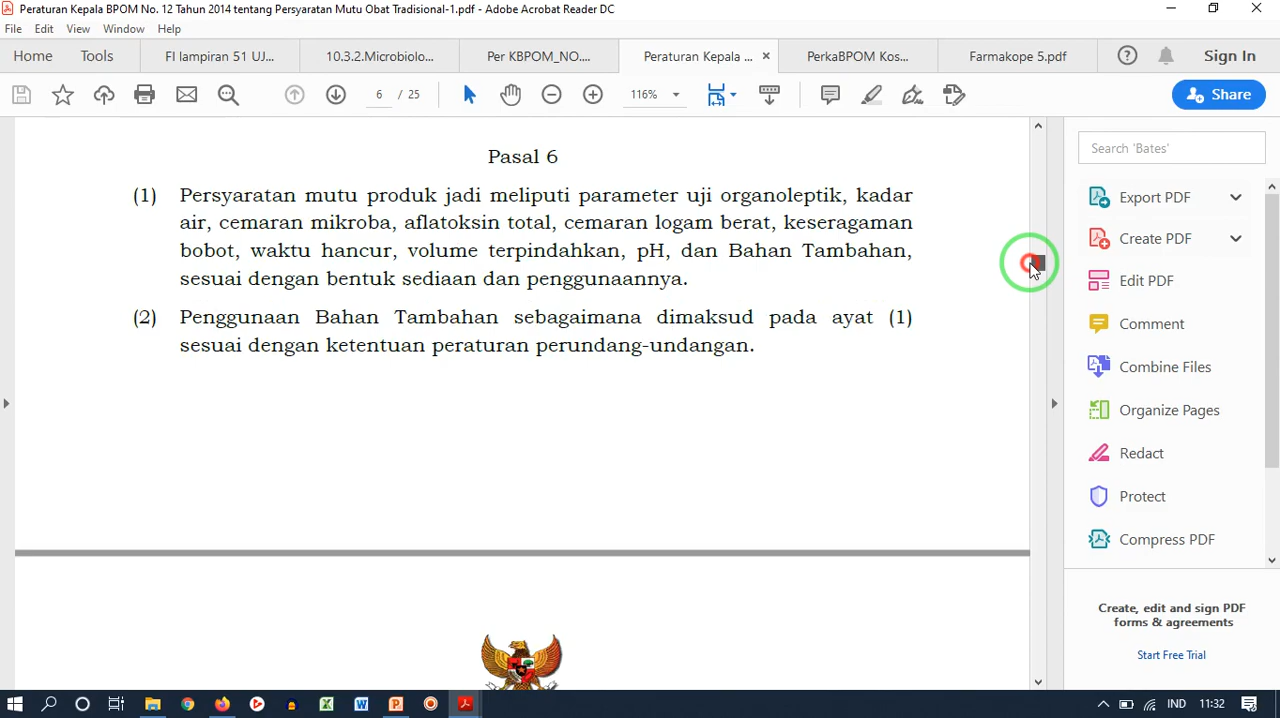 Peraturan Kepala BPOM No. 12 Tahun 2014 tentang Persyaratan Mutu Obat Tradisional-1.pdf - Adobe Acrobat Reader DC
File Edit View Window Help
Home Tools FI lampiran 51 UJ... 10.3.2.Microbiolo... Per KBPOM_NO.... Peraturan Kepala ... × PerkaBPOM Kos... Farmakope 5.pdf Sign In
6 / 25 116% Share
Pasal 6
(1) Persyaratan mutu produk jadi meliputi parameter uji organoleptik, kadar
air, cemaran mikroba, aflatoksin total, cemaran logam berat, keseragaman
bobot, waktu hancur, volume terpindahkan, pH, dan Bahan Tambahan,
sesuai dengan bentuk sediaan dan penggunaannya.
(2) Penggunaan Bahan Tambahan sebagaimana dimaksud pada ayat (1)
sesuai dengan ketentuan peraturan perundang-undangan.
Search 'Bates'
Export PDF
Create PDF
Edit PDF
Comment
Combine Files
Organize Pages
Redact
Protect
Compress PDF
Create, edit and sign PDF
forms & agreements
Start Free Trial
IND 11:32